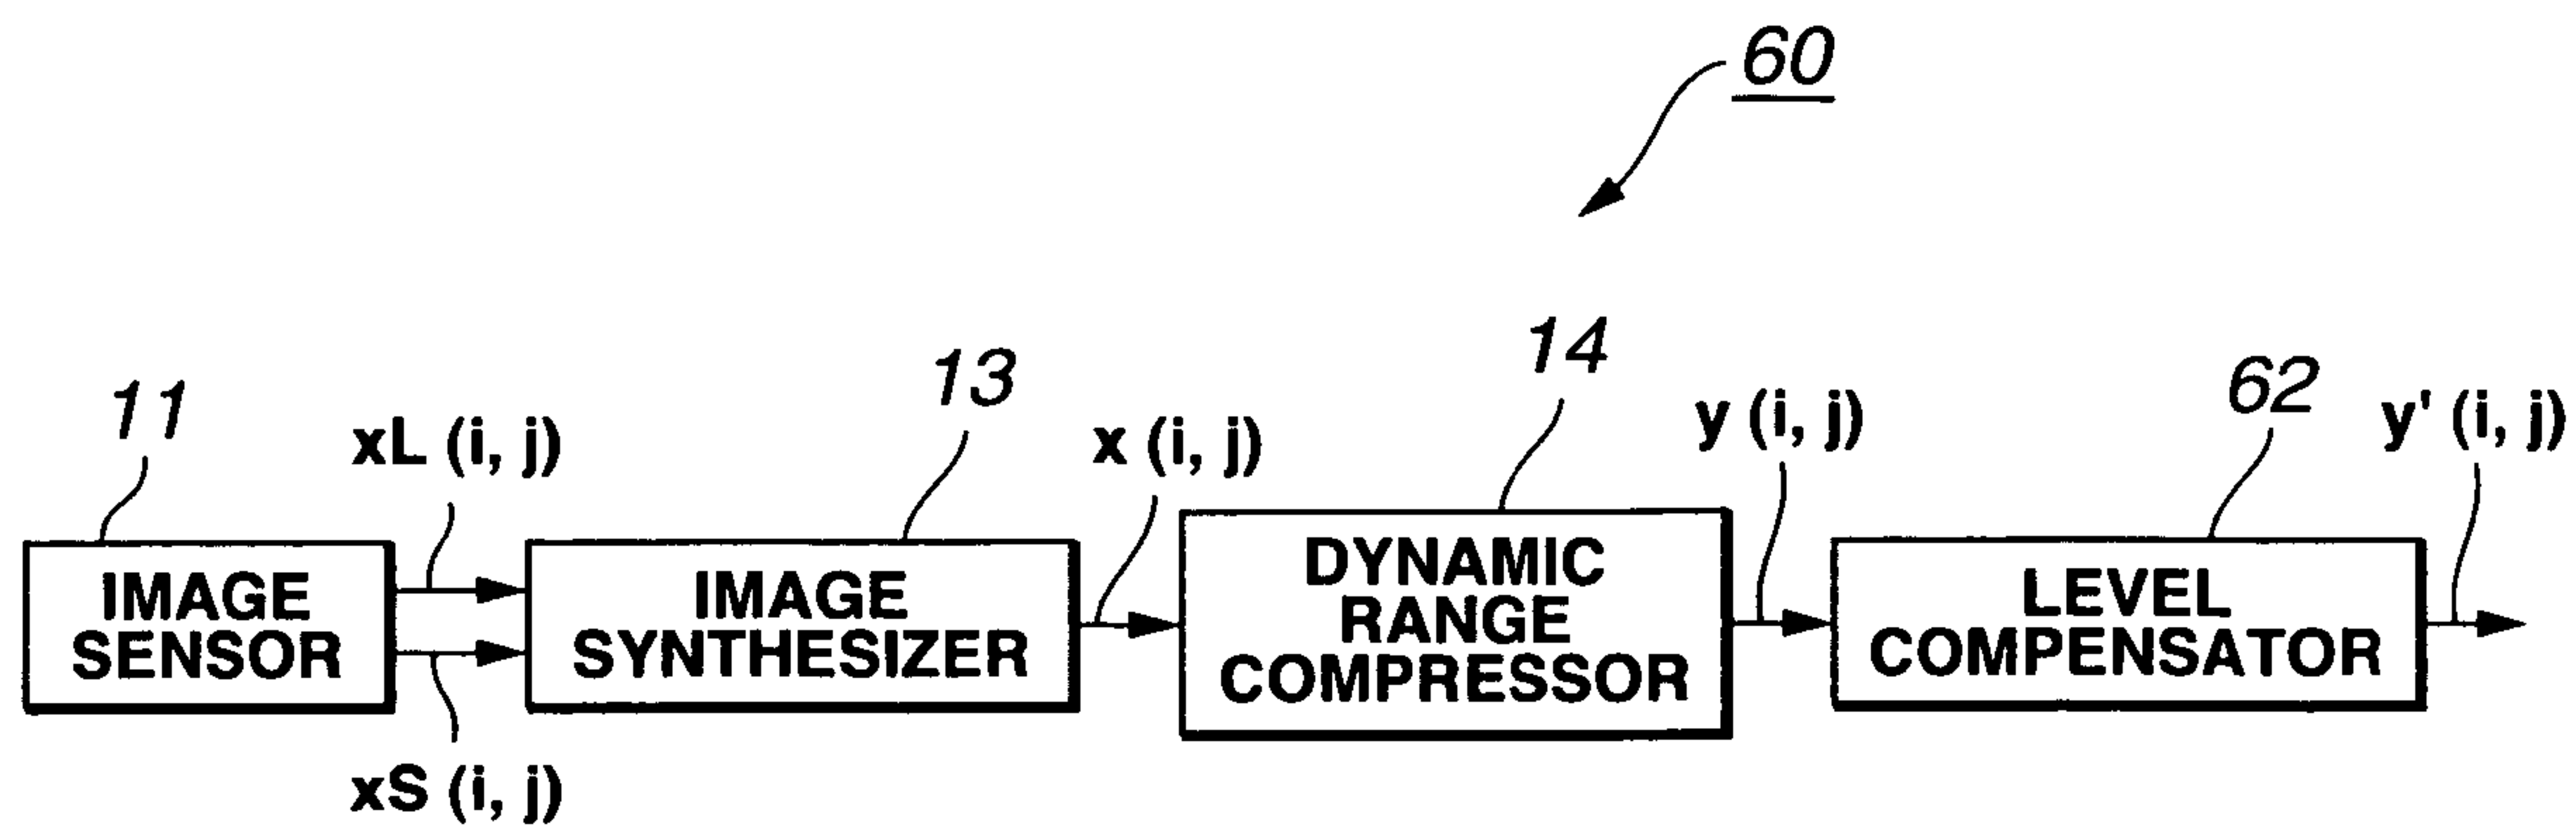 60
11
xL (i, j)
13
x (i, j)
14
y (i, j)
62
y' (i, j)
IMAGE
SENSOR
IMAGE
SYNTHESIZER
DYNAMIC
RANGE
COMPRESSOR
LEVEL
COMPENSATOR
xS (i, j)